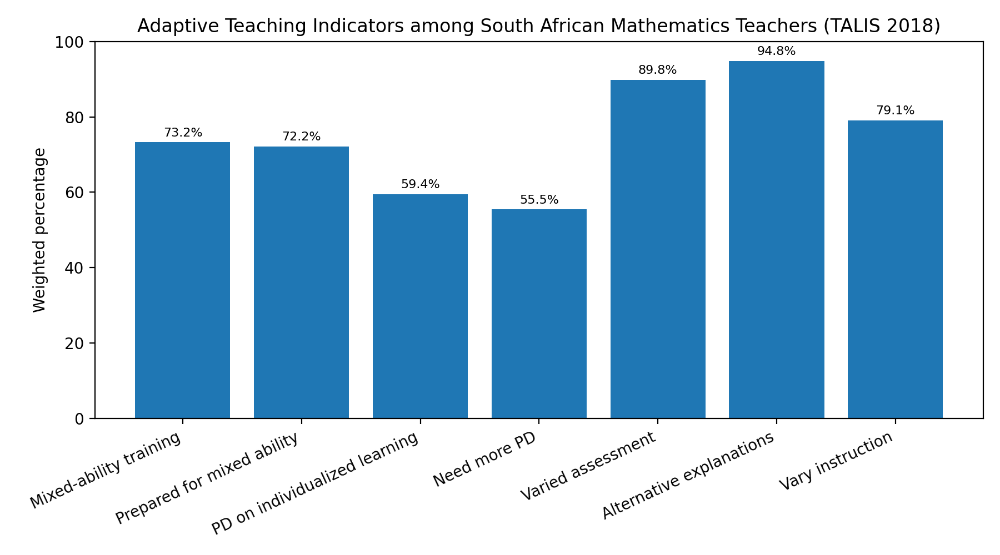 Adaptive Teaching Indicators among South African Mathematics Teachers (TALIS 2018)
Weighted percentage
100
80
60
40
20
0
73.2%
72.2%
59.4%
55.5%
89.8%
94.8%
79.1%
Mixed-ability training
Prepared for mixed ability
PD on individualized learning
Need more PD
Varied assessment
Alternative explanations
Vary instruction